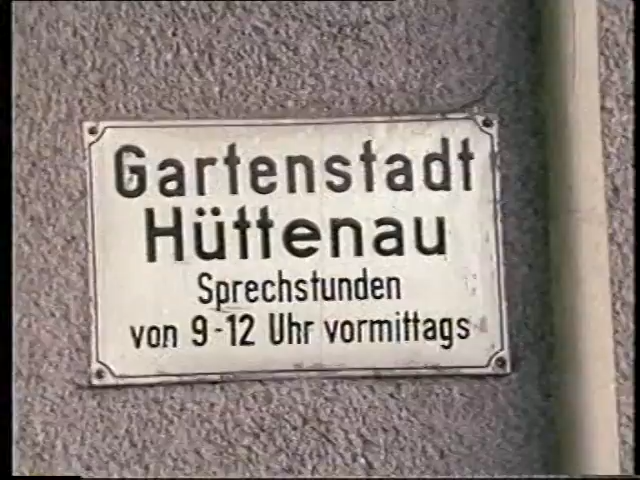 Gartenstadt
Hüttenau
Sprechstunden
von 9-12 Uhr vormittags